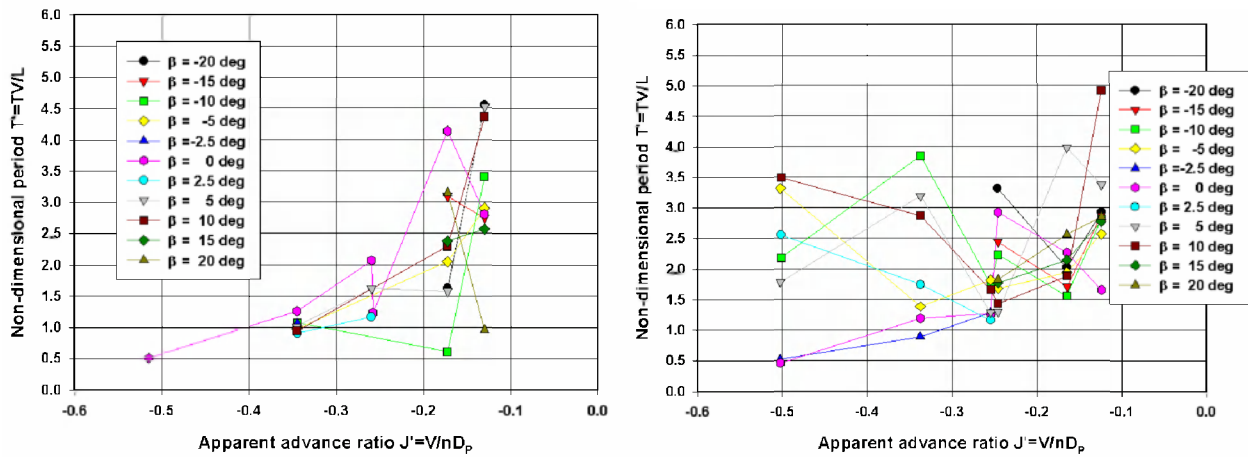 Non-dimensional period T'=TV/L
6.0
5.5
5.0
4.5
4.0
3.5
3.0
2.5
2.0
1.5
1.0
0.5
0.0
β = -20 deg
β = -15 deg
β = -10 deg
β = -5 deg
β =-2.5 deg
β = 0 deg
β = 2.5 deg
β = 5 deg
β = 10 deg
β = 15 deg
β = 20 deg
-0.6 -0.5 -0.4 -0.3 -0.2 -0.1 0.0
Apparent advance ratio J'=V/nDP
Non-dimensional period T'=TV/L
6.0
5.5
5.0
4.5
4.0
3.5
3.0
2.5
2.0
1.5
1.0
0.5
0.0
β = -20 deg
β = -15 deg
β = -10 deg
β = -5 deg
β =-2.5 deg
β = 0 deg
β = 2.5 deg
β = 5 deg
β = 10 deg
β = 15 deg
β = 20 deg
-0.6 -0.5 -0.4 -0.3 -0.2 -0.1 0.0
Apparent advance ratio J'=V/nDP